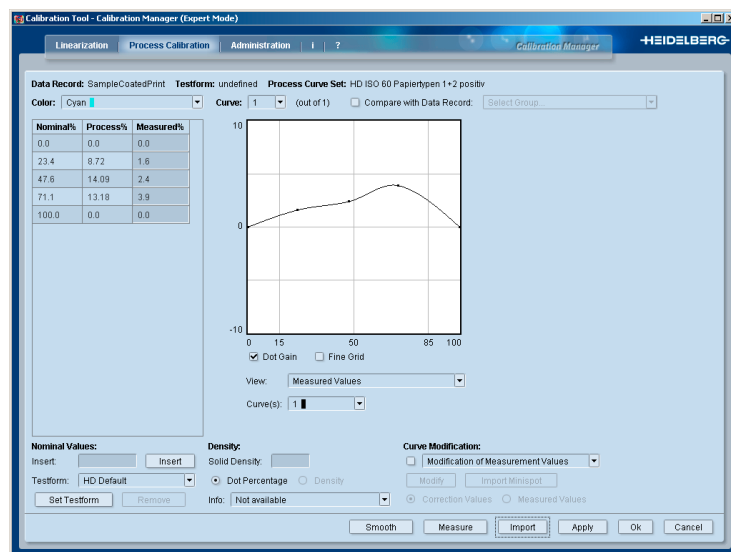 Calibration Tool - Calibration Manager (Expert Mode)
Linearization Process Calibration Administration i ? Calibration Manager HEIDELBERG
Data Record: SampleCoatedPrint Testform: undefined Process Curve Set: HD ISO 60 Papiertypen 1+2 positiv
Color: Cyan Curve: 1 (out of 1) Compare with Data Record: Select Group...
Nominal% Process% Measured%
0.0 0.0 0.0
23.4 8.72 1.6
47.6 14.09 2.4
71.1 13.18 3.9
100.0 0.0 0.0
10
0
-10
0 15 50 85 100
Dot Gain Fine Grid
View: Measured Values
Curve(s): 1
Nominal Values: Density: Curve Modification:
Insert: Insert Solid Density: Modification of Measurement Values
Testform: HD Default Dot Percentage Density Modify Import Minispot
Set Testform Remove Info: Not available Correction Values Measured Values
Smooth Measure Import Apply Ok Cancel